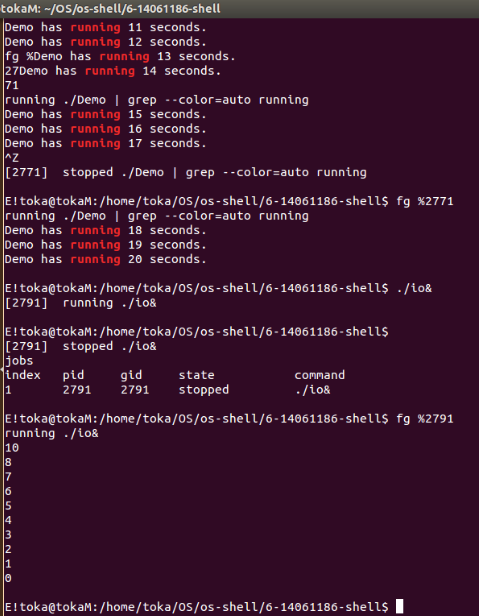 tokaM: ~/OS/os-shell/6-14061186-shell
Demo has running 11 seconds.
Demo has running 12 seconds.
fg %Demo has running 13 seconds.
27Demo has running 14 seconds.
71
running ./Demo | grep --color=auto running
Demo has running 15 seconds.
Demo has running 16 seconds.
Demo has running 17 seconds.
^Z
[2771]  stopped ./Demo | grep --color=auto running
E!toka@tokaM:/home/toka/OS/os-shell/6-14061186-shell$ fg %2771
running ./Demo | grep --color=auto running
Demo has running 18 seconds.
Demo has running 19 seconds.
Demo has running 20 seconds.
E!toka@tokaM:/home/toka/OS/os-shell/6-14061186-shell$ ./io&
[2791]  running ./io&
E!toka@tokaM:/home/toka/OS/os-shell/6-14061186-shell$
[2791]  stopped ./io&
jobs
index   pid     gid     state           command
1       2791    2791    stopped         ./io&
E!toka@tokaM:/home/toka/OS/os-shell/6-14061186-shell$ fg %2791
running ./io&
10
8
7
6
5
4
3
2
1
0
E!toka@tokaM:/home/toka/OS/os-shell/6-14061186-shell$